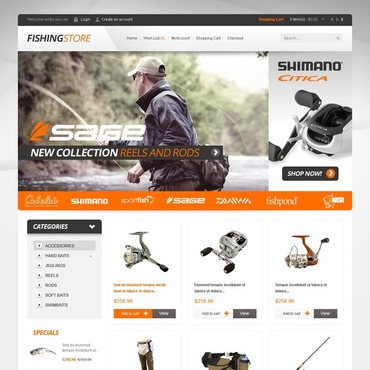 Welcome visitor you can
Login
Create an account
Shopping Cart
0 item(s) - $0.00
FISHINGSTORE
Home
Wish List (0)
My Account
Shopping Cart
Checkout
Search
SHIMANO
CITICA
SAGE
NEW COLLECTION REELS AND RODS
SHOP NOW!
Cabela's
SHIMANO
sportfish
SAGE
DAIWA
fishpond
CATEGORIES
ACCESSORIES
HARD BAITS
JIGS-RIGS
REELS
RODS
SOFT BAITS
SWIMBAITS
SPECIALS
Sed do eiusmod
tempor incididunt
ut labore et
$258.96
Sed do eiusmod tempor incidi
dunt ut labore et dolore...
$258.96
Add to cart
View
Eiusmod tempor incididunt ut
labore et dolore...
$258.96
Add to cart
View
Tempor incididunt ut labore et
dolore...
$258.96
Add to cart
View